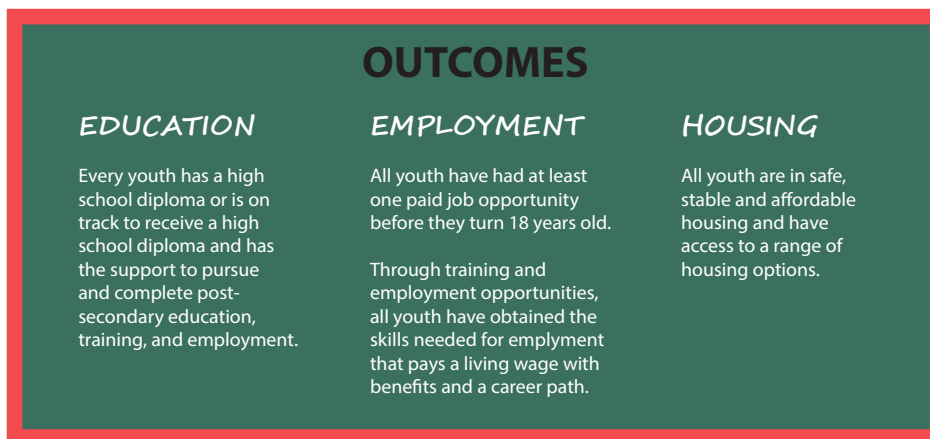 OUTCOMES
EDUCATION
Every youth has a high
school diploma or is on
track to receive a high
school diploma and has
the support to pursue
and complete post-
secondary education,
training, and employment.
EMPLOYMENT
All youth have had at least
one paid job opportunity
before they turn 18 years old.
Through training and
employment opportunities,
all youth have obtained the
skills needed for emplyment
that pays a living wage with
benefits and a career path.
HOUSING
All youth are in safe,
stable and affordable
housing and have
access to a range of
housing options.